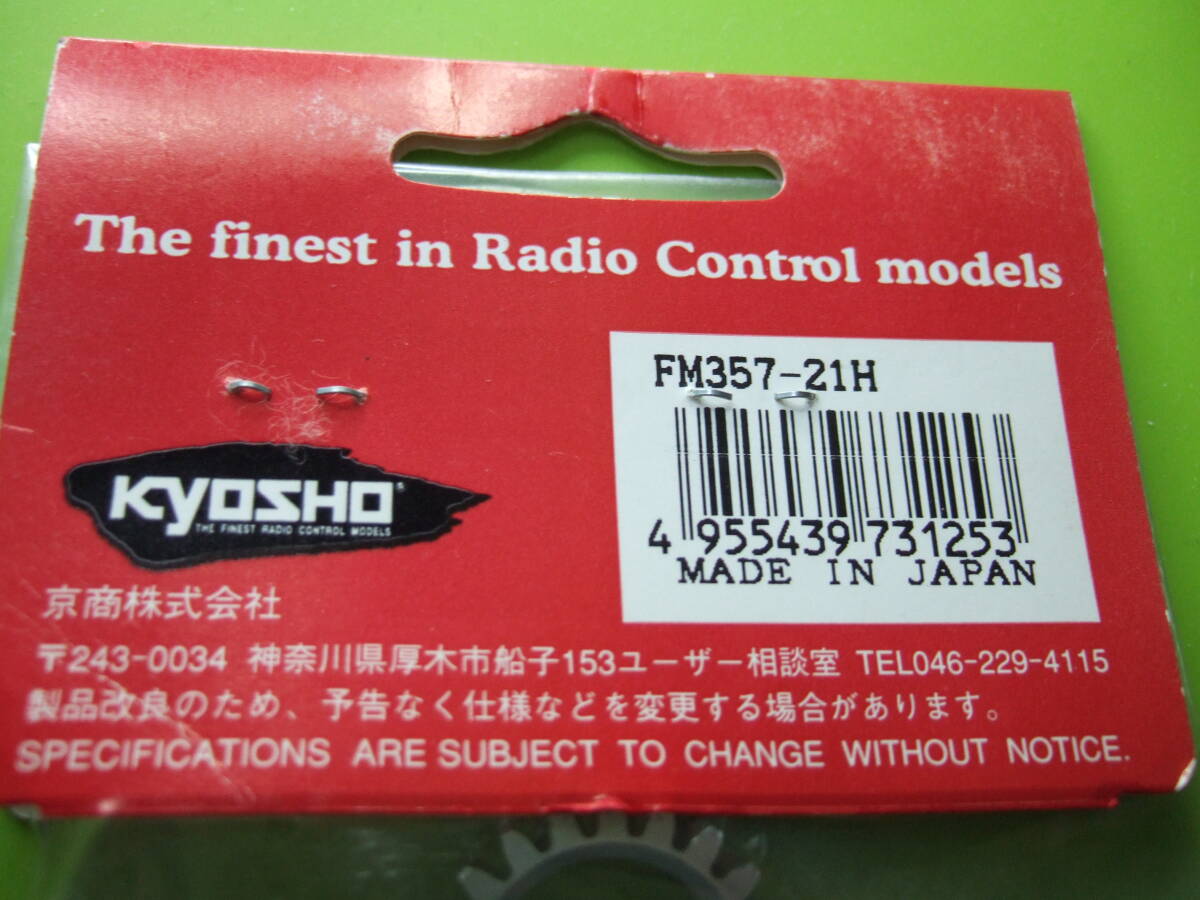 The finest in Radio Control models
FM357-21H
4 955439 731253
MADE IN JAPAN
KYOSHO
THE FINEST RADIO CONTROL MODELS
京商株式会社
〒243-0034 神奈川県厚木市船子153ユーザー相談室 TEL046-229-4115
製品改良のため、予告なく仕様などを変更する場合があります。
SPECIFICATIONS ARE SUBJECT TO CHANGE WITHOUT NOTICE.